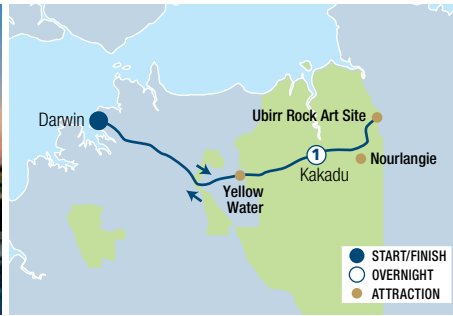 Darwin
Ubirr Rock Art Site
1
Nourlangie
Kakadu
Yellow
Water
START/FINISH
OVERNIGHT
ATTRACTION